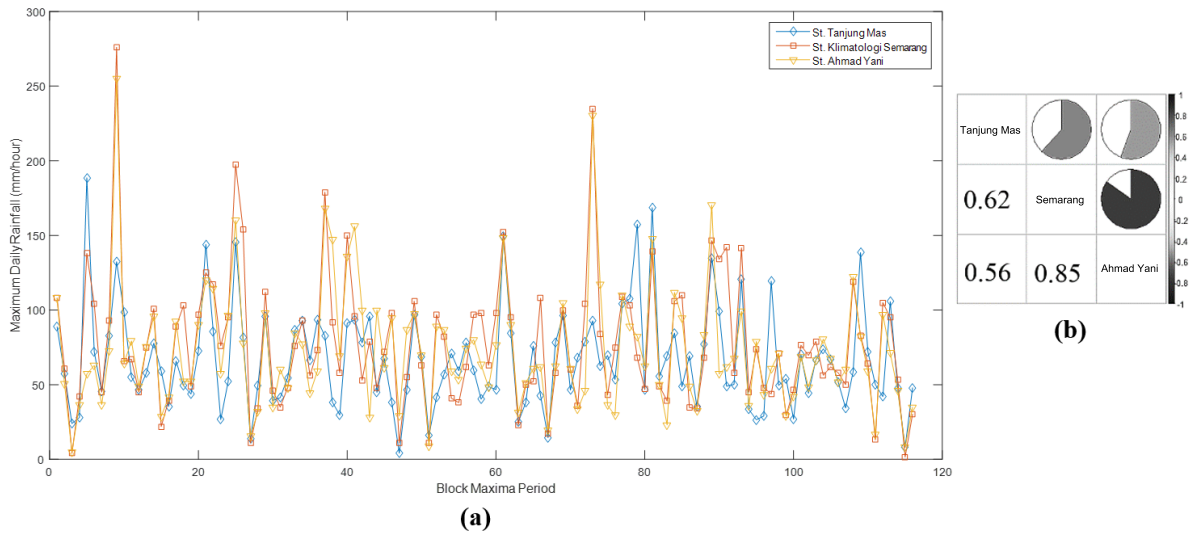 300
250
200
150
100
50
0
Maximum Daily Rainfall (mm/hour)
0 20 40 60 80 100 120
Block Maxima Period
St. Tanjung Mas
St. Klimatologi Semarang
St. Ahmad Yani
(a)
Tanjung Mas
0.62 Semarang
0.56 0.85 Ahmad Yani
1
0.8
0.6
0.4
0.2
0
-0.2
-0.4
-0.6
-0.8
-1
(b)